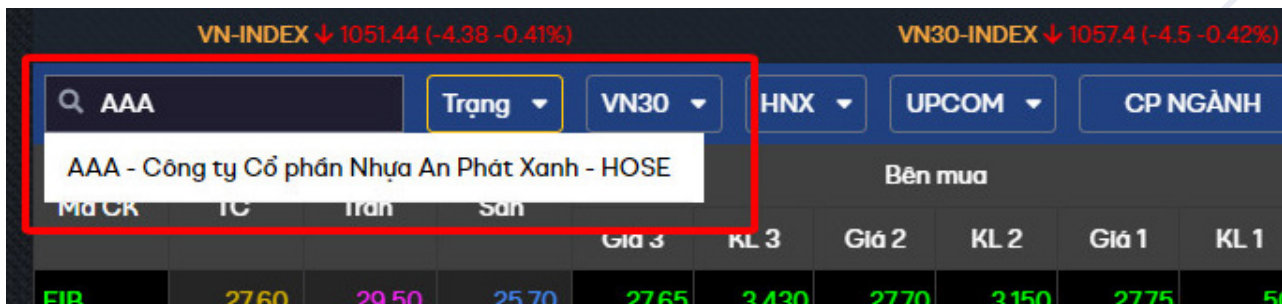 VN-INDEX ↓ 1051.44 (-4.38 -0.41%) VN30-INDEX ↓ 1057.4 (-4.5 -0.42%)
AAA Trang VN30 HNX UPCOM CP NGÀNH
AAA - Công ty Cổ phần Nhựa An Phát Xanh - HOSE
Bên mua
Mã CK TC Trần Sàn
Giá 3 KL 3 Giá 2 KL 2 Giá 1 KL 1
EIB 27.60 29.50 25.70 27.65 3,430 27.70 3,150 27.75